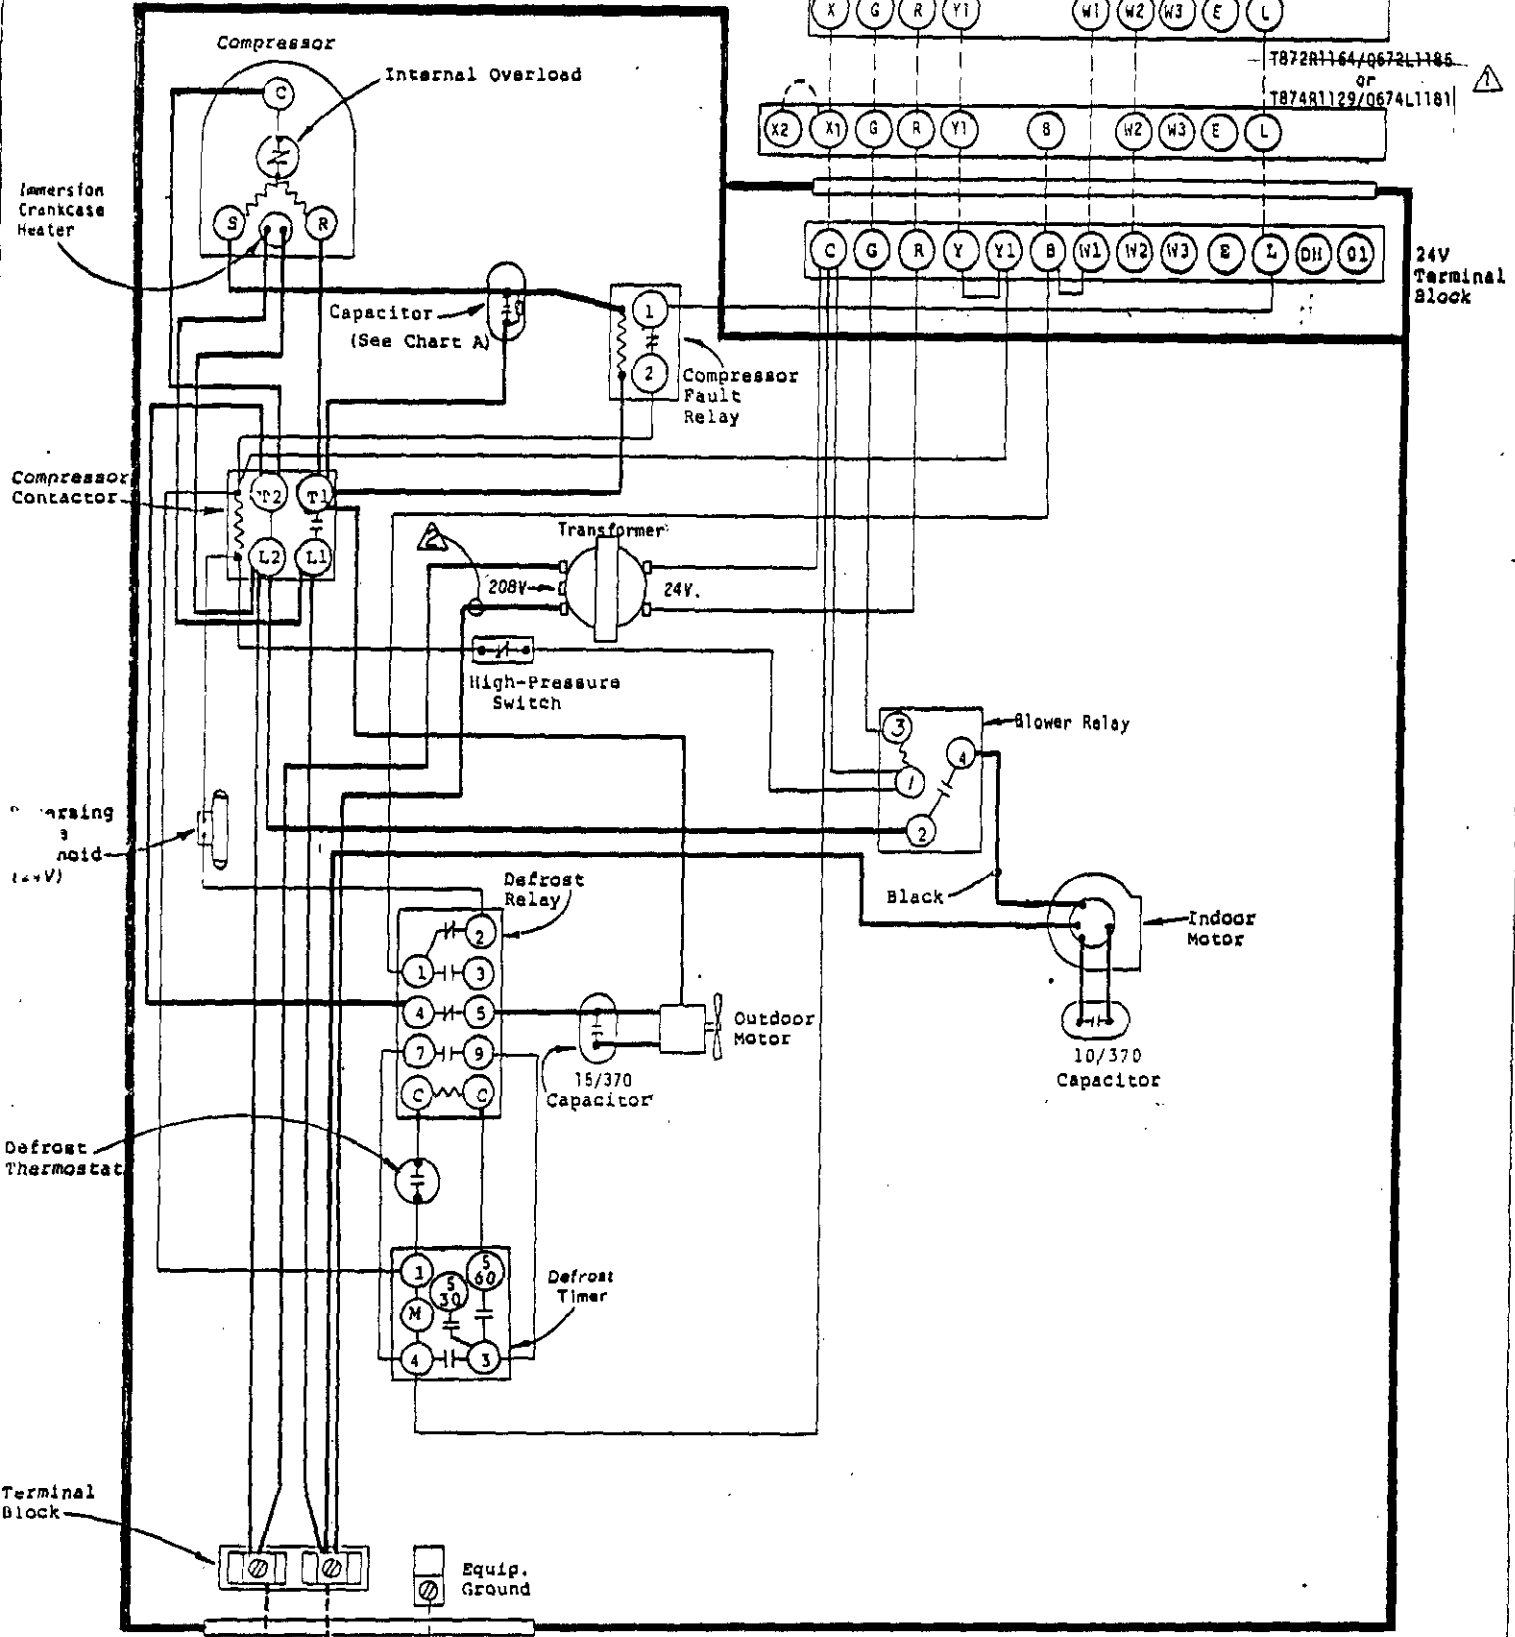 X G R Y1 W1 W2 W3 E L
T872R1164/Q672L1185
or
T874R1129/Q674L1181
1
X2 X1 G R Y1 B W2 W3 E L
C G R Y Y1 B W1 W2 W3 E L DH O1
24V
Terminal
Block
Compressor
Internal Overload
C
S R
Immersion
Crankcase
Heater
Capacitor
(See Chart A)
1
2
Compressor
Fault
Relay
Compressor
Contactor
T2 T1
L2 L1
2
Transformer
208V
24V.
High-Pressure
Switch
3
4
1
2
Blower Relay
(24V)
Black
Indoor
Motor
10/370
Capacitor
Defrost
Relay
2
1 3
4 5
7 9
C C
Outdoor
Motor
15/370
Capacitor
Defrost
Thermostat
1
S
60
S
30
M
4 3
Defrost
Timer
Terminal
Block
Equip.
Ground